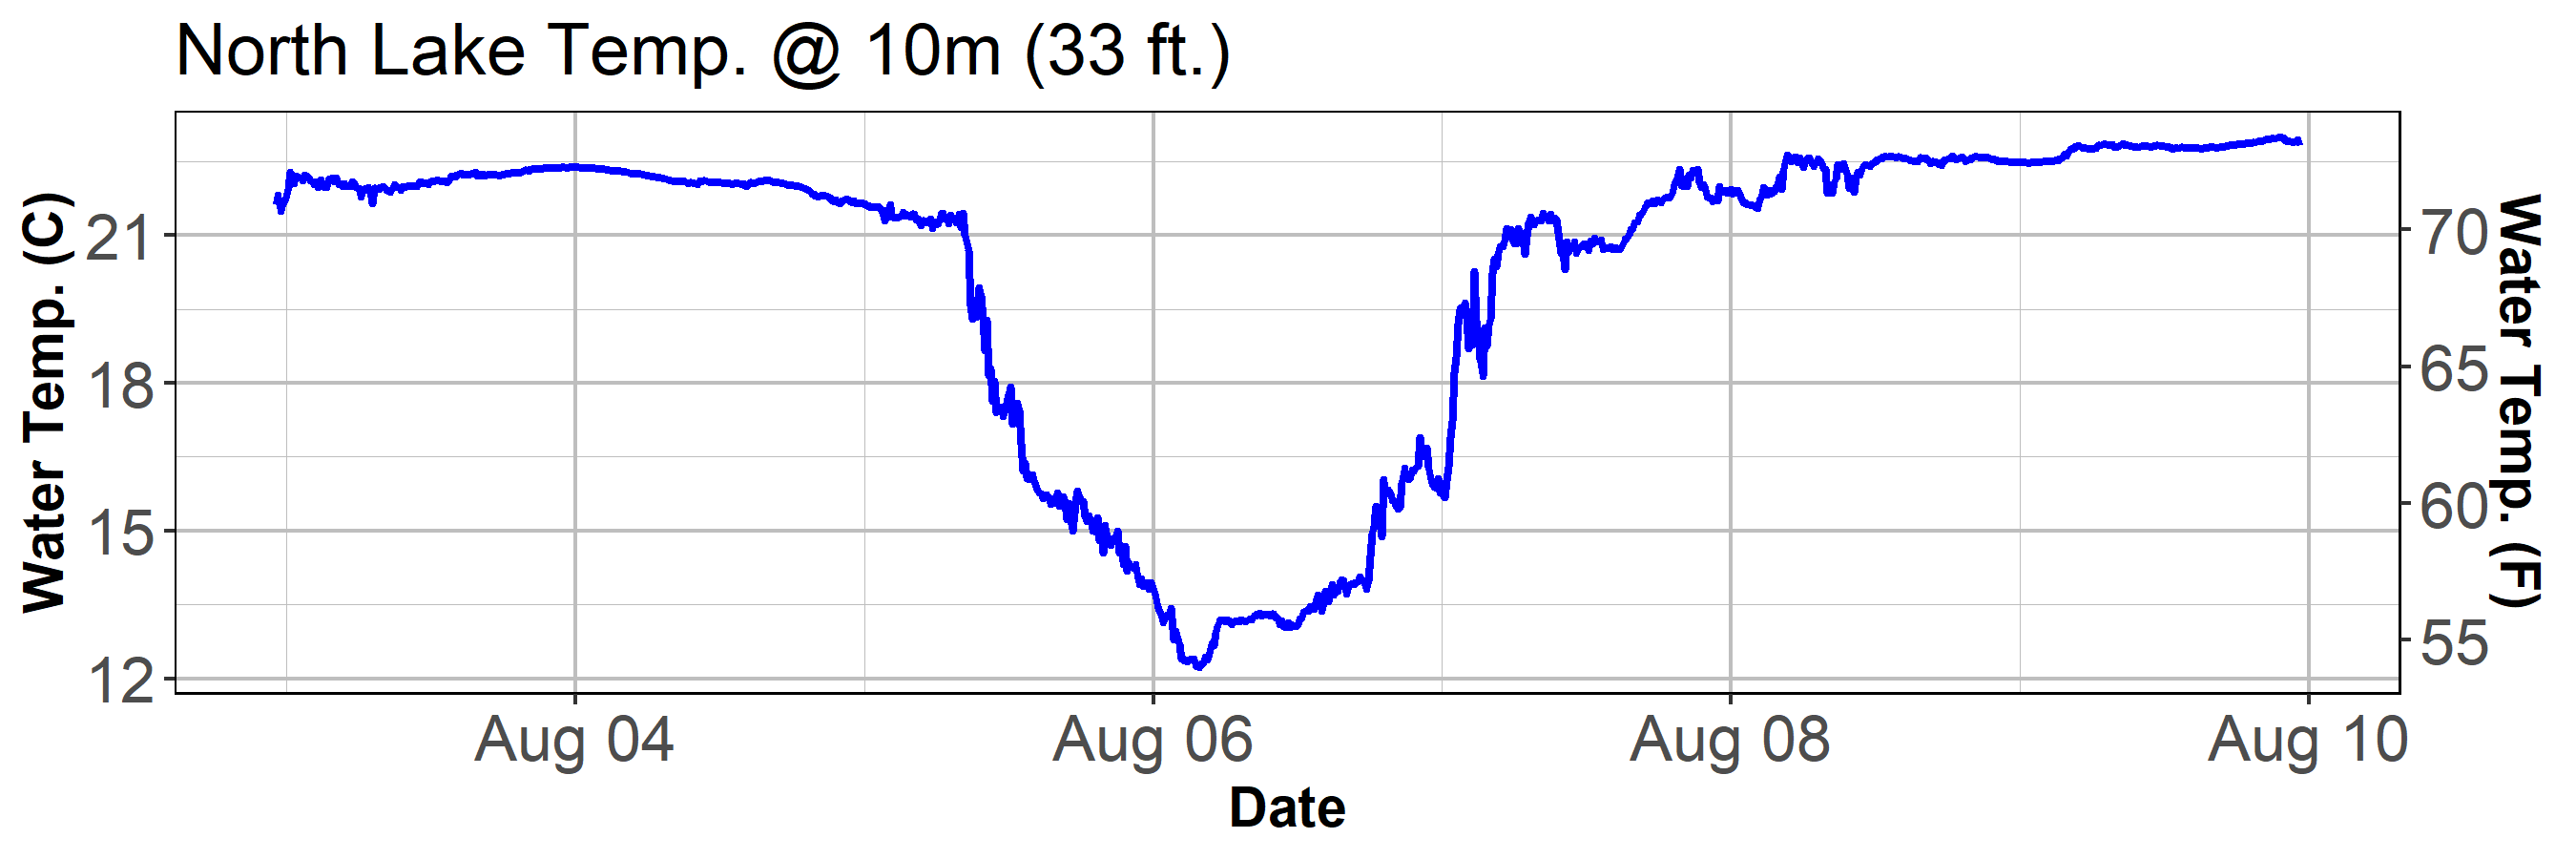 North Lake Temp. @ 10m (33 ft.)
Water Temp. (C)
21
18
15
12
70
65
60
55
Water Temp. (F)
Aug 04 Aug 06 Aug 08 Aug 10
Date